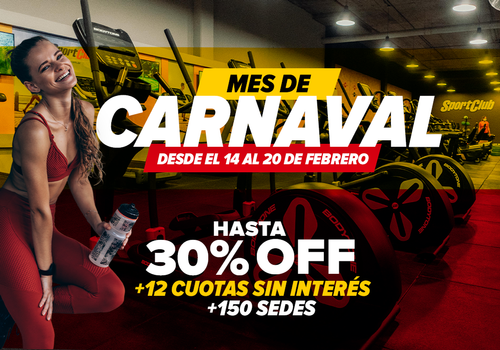 SportClub
SportClub
MES DE
CARNAVAL
DESDE EL 14 AL 20 DE FEBRERO
HASTA
30% OFF
+12 CUOTAS SIN INTERÉS
+150 SEDES